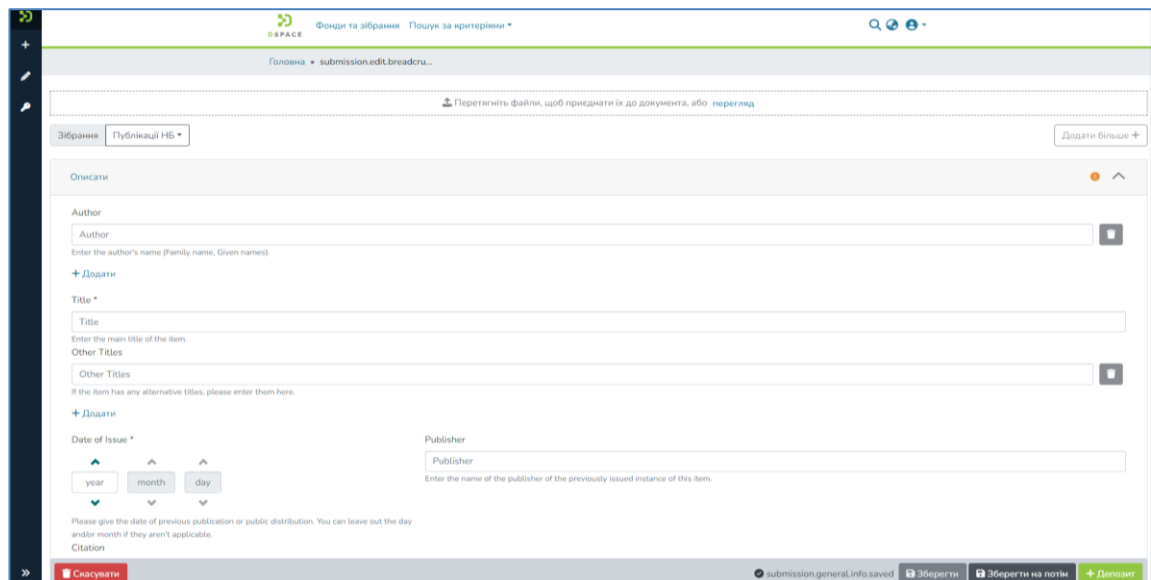 DSPACE
Фонди та зібрання Пошук за критеріями
Головна • submission.edit.breadcru...
Перетягніть файли, щоб приєднати їх до документа, або перегляд
Зібрання Публікації НБ Додати більше +
Описати
Author
Author
Enter the author's name (Family name, Given names).
+ Додати
Title *
Title
Enter the main title of the item.
Other Titles
Other Titles
If the item has any alternative titles, please enter them here.
+ Додати
Date of Issue * Publisher
Publisher
year month day
Enter the name of the publisher of the previously issued instance of this item.
Please give the date of previous publication or public distribution. You can leave out the day
and/or month if they aren't applicable.
Citation
Скасувати submission.general.info.saved Зберегти Зберегти на потім + Депозит